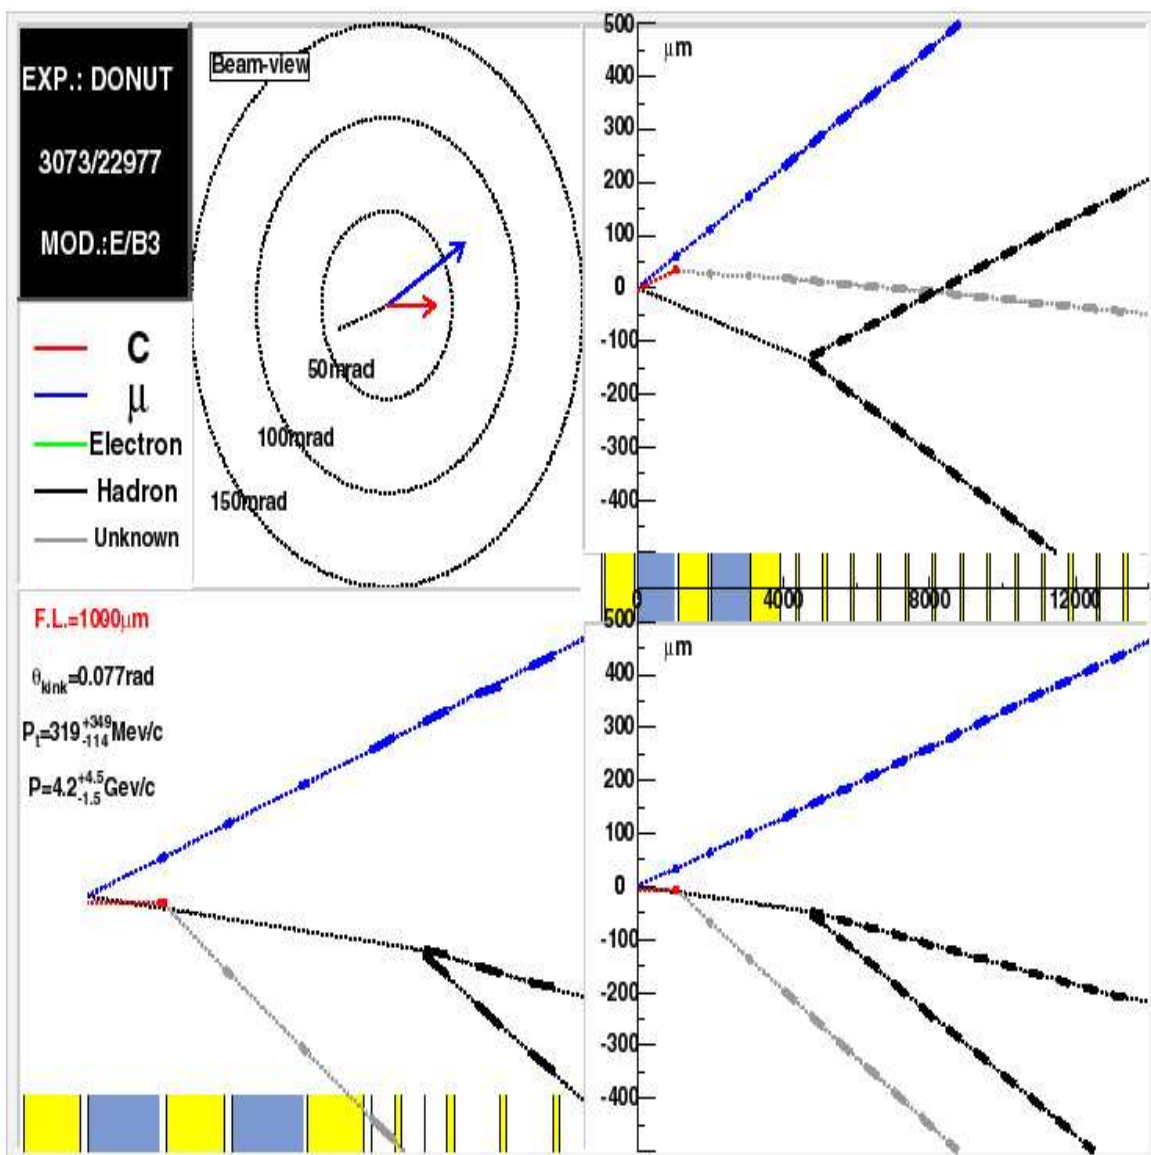 EXP.: DONUT
3073/22977
MOD.:E/B3
Beam-view
50mrad
100mrad
150mrad
C
μ
Electron
Hadron
Unknown
μm
500
400
300
200
100
0
-100
-200
-300
-400
0 4000 8000 12000
F.L.=1090μm
θkink=0.077rad
Pt=319+349-114Mev/c
P=4.2+4.5-1.5Gev/c
500
μm
400
300
200
100
0
-100
-200
-300
-400